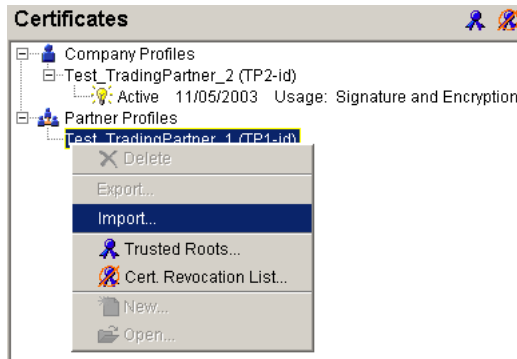 Certificates
Company Profiles
Test_TradingPartner_2 (TP2-id)
Active 11/05/2003 Usage: Signature and Encryption
Partner Profiles
Test_TradingPartner_1 (TP1-id)
Delete
Export...
Import...
Trusted Roots...
Cert. Revocation List...
New...
Open...